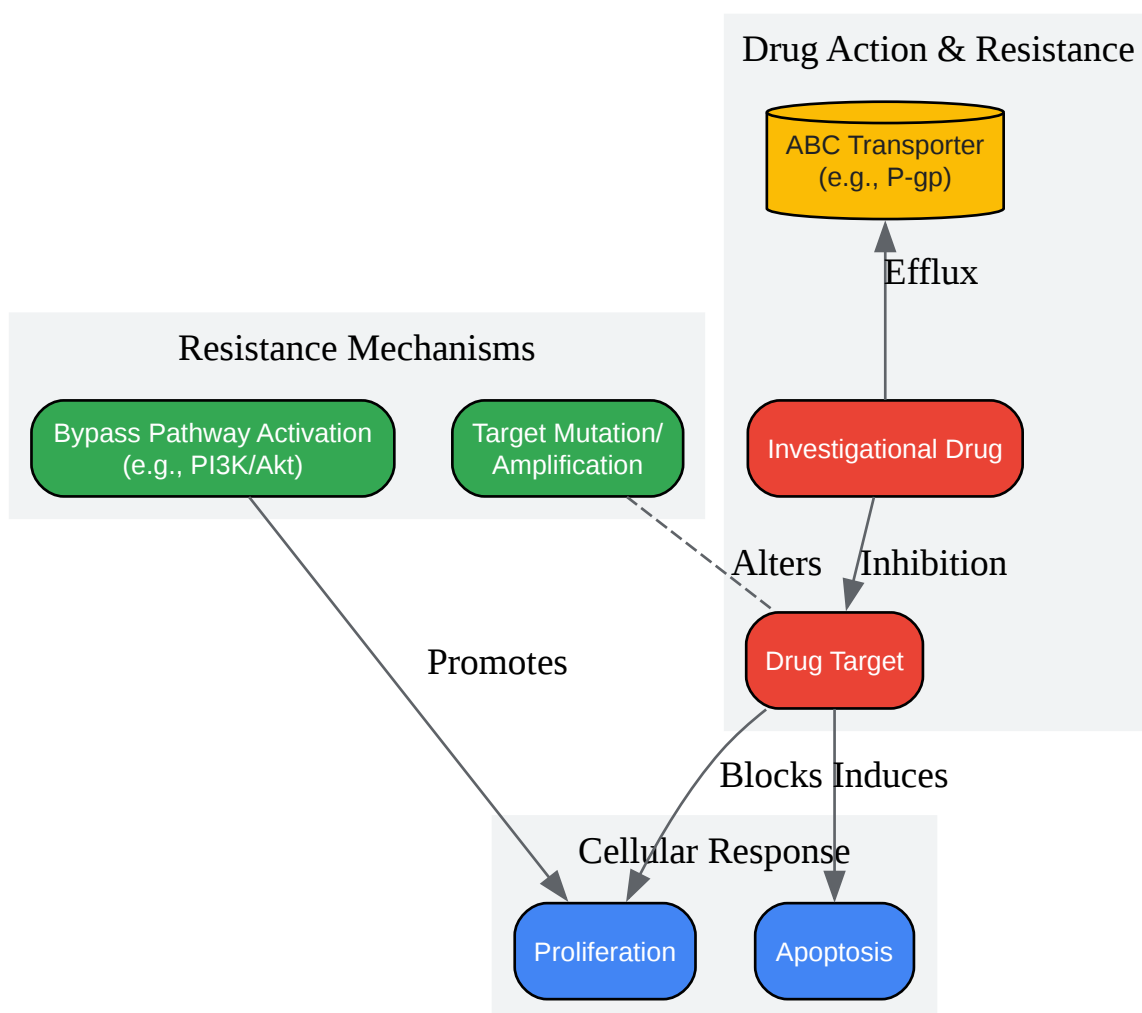 Drug Action & Resistance
ABC Transporter
(e.g., P-gp)
Efflux
Resistance Mechanisms
Bypass Pathway Activation
(e.g., PI3K/Akt)
Target Mutation/
Amplification
Investigational Drug
Alters
Inhibition
Drug Target
Promotes
Blocks
Induces
Cellular Response
Proliferation
Apoptosis